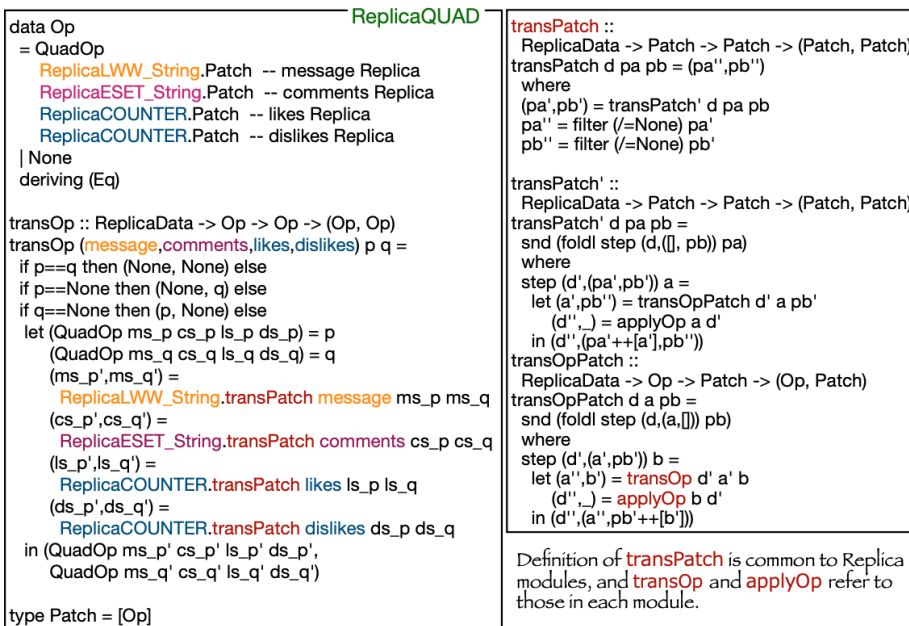 ReplicaQUAD
data Op
= QuadOp
ReplicaLWW_String.Patch -- message Replica
ReplicaESET_String.Patch -- comments Replica
ReplicaCOUNTER.Patch -- likes Replica
ReplicaCOUNTER.Patch -- dislikes Replica
| None
deriving (Eq)
transOp :: ReplicaData -> Op -> Op -> (Op, Op)
transOp (message,comments,likes,dislikes) p q =
if p==q then (None, None) else
if p==None then (None, q) else
if q==None then (p, None) else
let (QuadOp ms_p cs_p ls_p ds_p) = p
(QuadOp ms_q cs_q ls_q ds_q) = q
(ms_p',ms_q') =
ReplicaLWW_String.transPatch message ms_p ms_q
(cs_p',cs_q') =
ReplicaESET_String.transPatch comments cs_p cs_q
(ls_p',ls_q') =
ReplicaCOUNTER.transPatch likes ls_p ls_q
(ds_p',ds_q') =
ReplicaCOUNTER.transPatch dislikes ds_p ds_q
in (QuadOp ms_p' cs_p' ls_p' ds_p',
QuadOp ms_q' cs_q' ls_q' ds_q')
type Patch = [Op]
transPatch ::
ReplicaData -> Patch -> Patch -> (Patch, Patch)
transPatch d pa pb = (pa'',pb'')
where
(pa',pb') = transPatch' d pa pb
pa'' = filter (/=None) pa'
pb'' = filter (/=None) pb'
transPatch' ::
ReplicaData -> Patch -> Patch -> (Patch, Patch)
transPatch' d pa pb =
snd (foldl step (d,([], pb)) pa)
where
step (d',(pa',pb')) a =
let (a',pb'') = transOpPatch d' a pb'
(d'',_) = applyOp a d'
in (d'',(pa'++[a'],pb''))
transOpPatch ::
ReplicaData -> Op -> Patch -> (Op, Patch)
transOpPatch d a pb =
snd (foldl step (d,(a,[])) pb)
where
step (d',(a',pb')) b =
let (a'',b') = transOp d' a' b
(d'',_) = applyOp b d'
in (d'',(a'',pb'++[b']))
Definition of transPatch is common to Replica
modules, and transOp and applyOp refer to
those in each module.